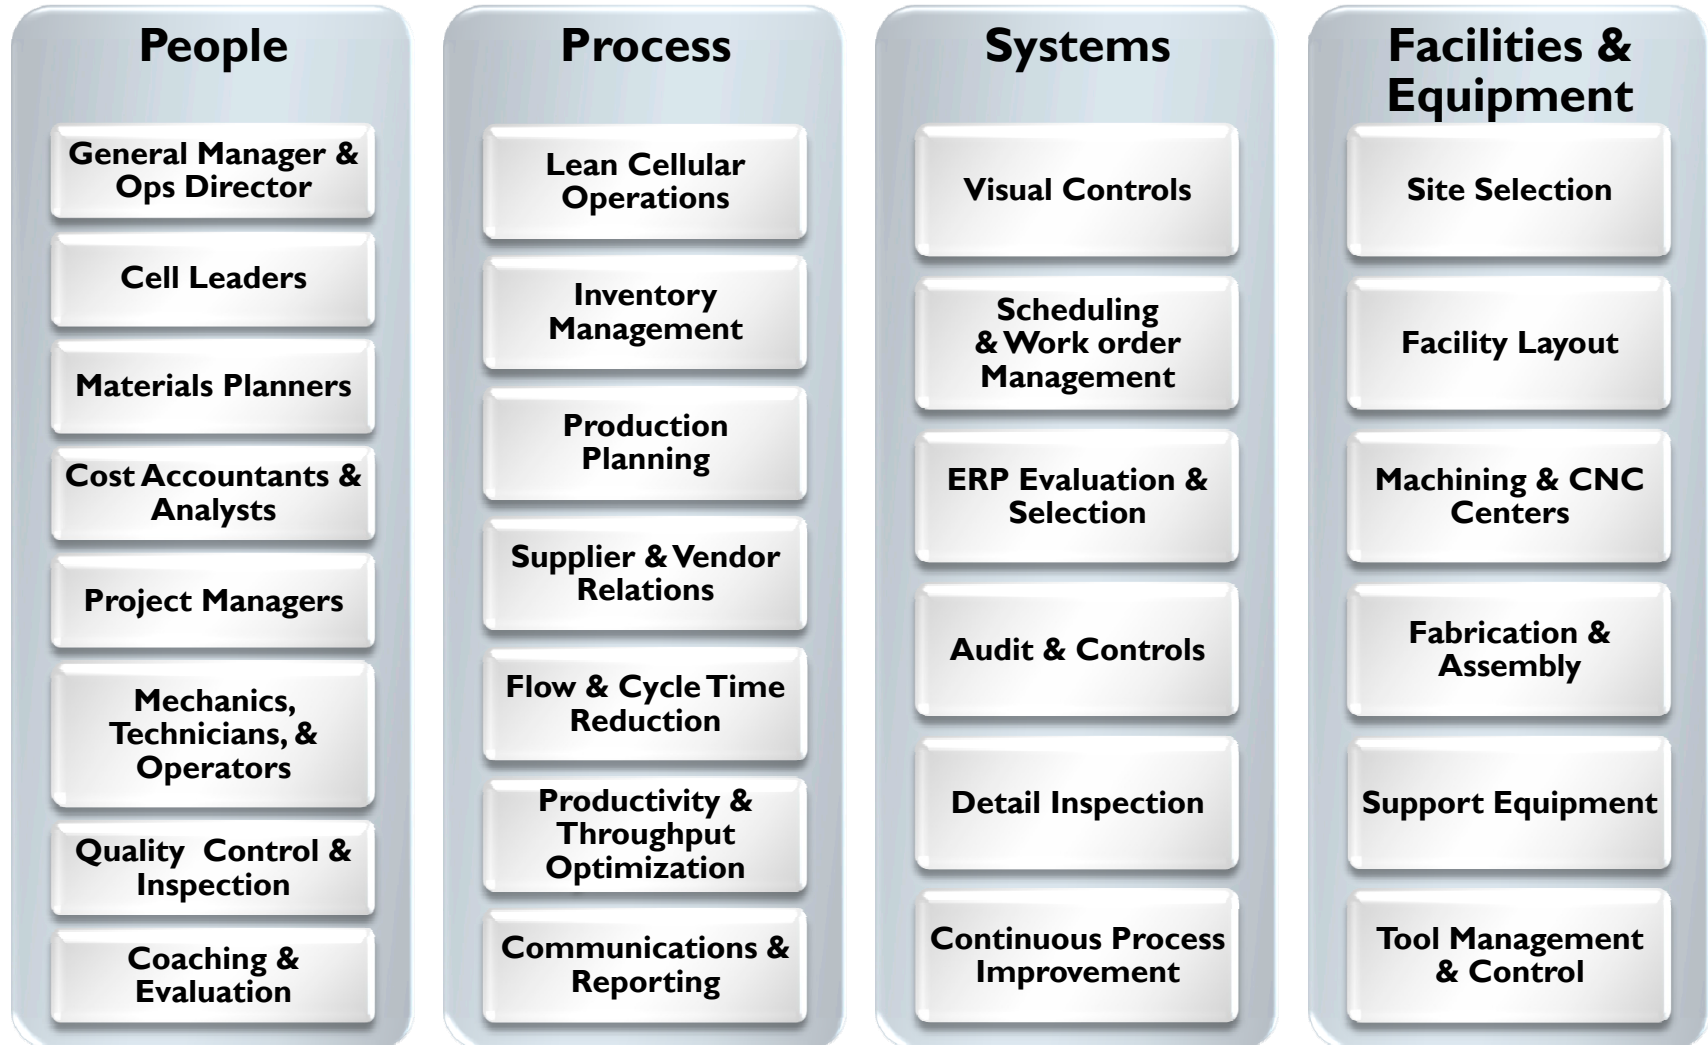 People
General Manager &
Ops Director
Cell Leaders
Materials Planners
Cost Accountants &
Analysts
Project Managers
Mechanics,
Technicians, &
Operators
Quality  Control &
Inspection
Coaching &
Evaluation
Process
Lean Cellular
Operations
Inventory
Management
Production
Planning
Supplier & Vendor
Relations
Flow & Cycle Time
Reduction
Productivity &
Throughput
Optimization
Communications &
Reporting
Systems
Visual Controls
Scheduling
& Work order
Management
ERP Evaluation &
Selection
Audit & Controls
Detail Inspection
Continuous Process
Improvement
Facilities &
Equipment
Site Selection
Facility Layout
Machining & CNC
Centers
Fabrication &
Assembly
Support Equipment
Tool Management
& Control